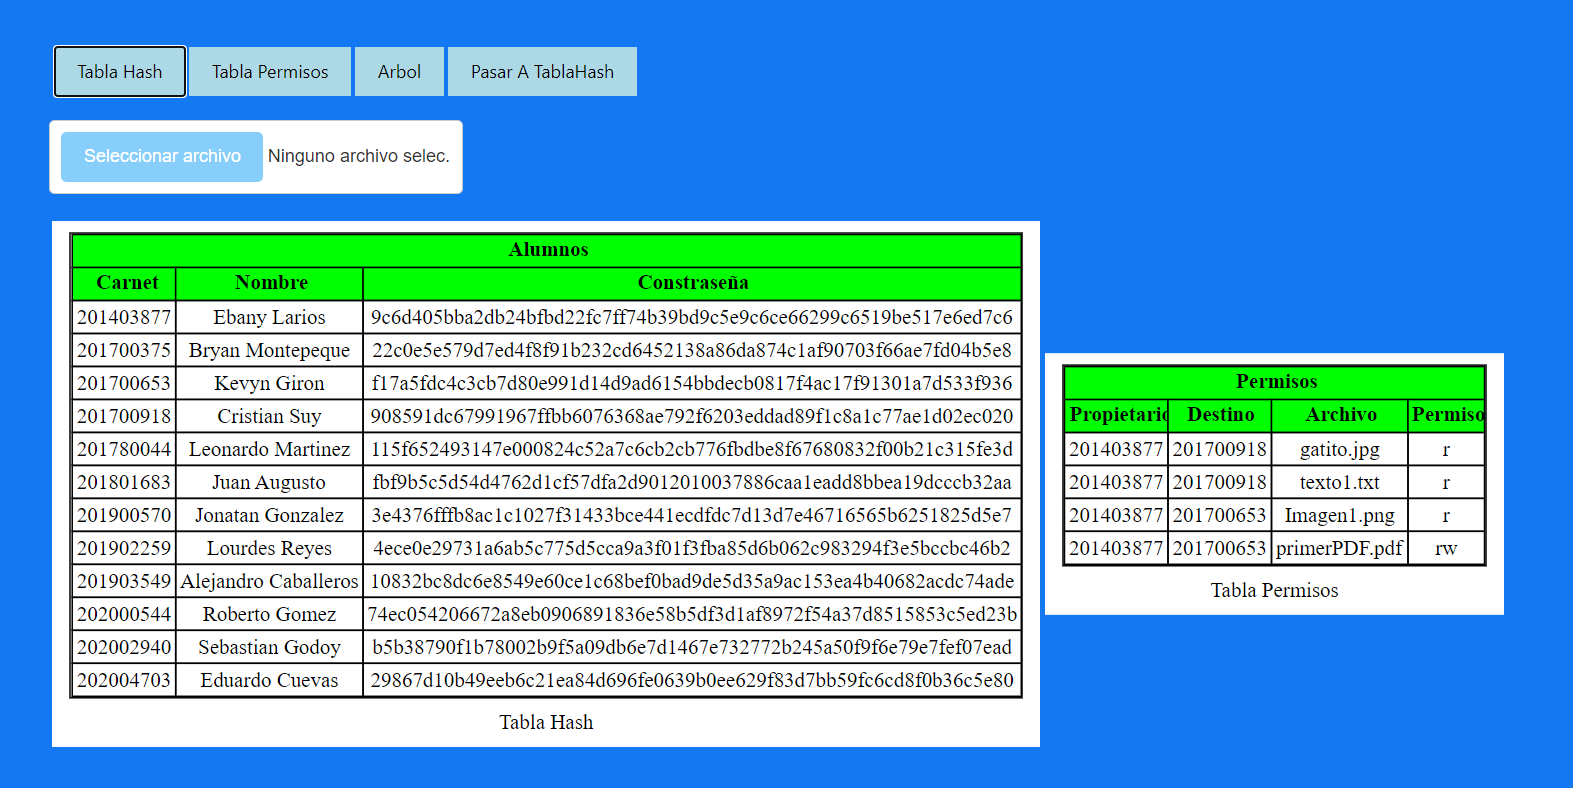 Tabla Hash Tabla Permisos Arbol Pasar A TablaHash
Seleccionar archivo Ninguno archivo selec.
Alumnos
Carnet Nombre Constraseña
201403877 Ebany Larios 9c6d405bba2db24bfbd22fc7ff74b39bd9c5e9c6ce66299c6519be517e6ed7c6
201700375 Bryan Montepeque 22c0e5e579d7ed4f8f91b232cd6452138a86da874c1af90703f66ae7fd04b5e8
201700653 Kevyn Giron f17a5fdc4c3cb7d80e991d14d9ad6154bbdecb0817f4ac17f91301a7d533f936
201700918 Cristian Suy 908591dc67991967ffbb6076368ae792f6203eddad89f1c8a1c77ae1d02ec020
201780044 Leonardo Martinez 115f652493147e000824c52a7c6cb2cb776fbdbe8f67680832f00b21c315fe3d
201801683 Juan Augusto fbf9b5c5d54d4762d1cf57dfa2d9012010037886caa1eadd8bbea19dcccb32aa
201900570 Jonatan Gonzalez 3e4376fffb8ac1c1027f31433bce441ecdfdc7d13d7e46716565b6251825d5e7
201902259 Lourdes Reyes 4ece0e29731a6ab5c775d5cca9a3f01f3fba85d6b062c983294f3e5bccbc46b2
201903549 Alejandro Caballeros 10832bc8dc6e8549e60ce1c68bef0bad9de5d35a9ac153ea4b40682acdc74ade
202000544 Roberto Gomez 74ec054206672a8eb0906891836e58b5df3d1af8972f54a37d8515853c5ed23b
202002940 Sebastian Godoy b5b38790f1b78002b9f5a09db6e7d1467e732772b245a50f9f6e79e7fef07ead
202004703 Eduardo Cuevas 29867d10b49eeb6c21ea84d696fe0639b0ee629f83d7bb59fc6cd8f0b36c5e80
Tabla Hash
Permisos
Propietario Destino Archivo Permiso
201403877 201700918 gatito.jpg r
201403877 201700918 texto1.txt r
201403877 201700653 Imagen1.png r
201403877 201700653 primerPDF.pdf rw
Tabla Permisos